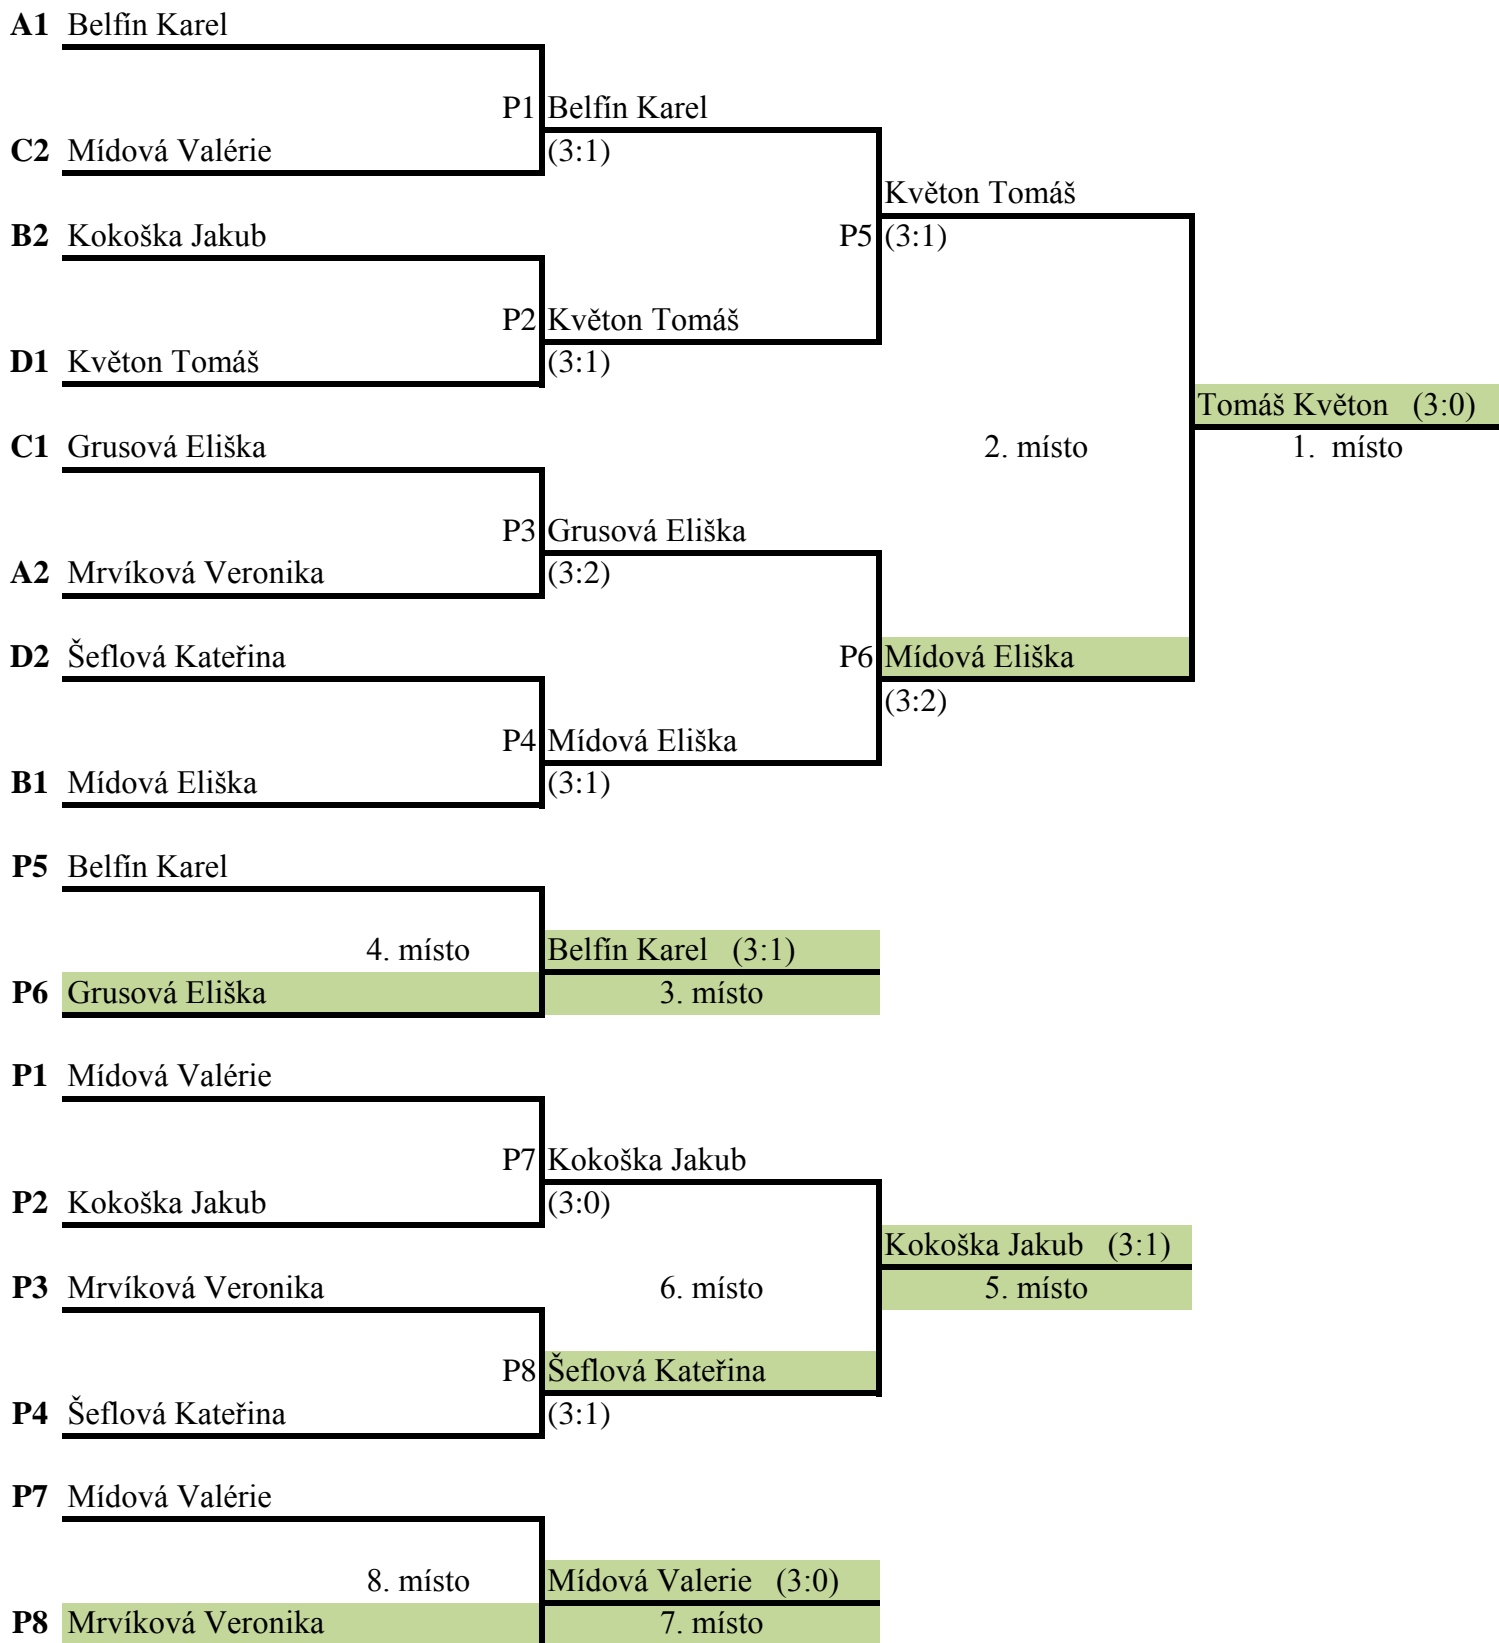 A1 Belfín Karel
P1 Belfín Karel
C2 Mídová Valérie (3:1)
Květon Tomáš
B2 Kokoška Jakub P5 (3:1)
P2 Květon Tomáš
D1 Květon Tomáš (3:1)
Tomáš Květon (3:0)
C1 Grusová Eliška 2. místo 1. místo
P3 Grusová Eliška
A2 Mrvíková Veronika (3:2)
D2 Šeflová Kateřina P6 Mídová Eliška
(3:2)
P4 Mídová Eliška
B1 Mídová Eliška (3:1)
P5 Belfín Karel
4. místo Belfín Karel (3:1)
P6 Grusová Eliška 3. místo
P1 Mídová Valérie
P7 Kokoška Jakub
P2 Kokoška Jakub (3:0)
Kokoška Jakub (3:1)
P3 Mrvíková Veronika 6. místo 5. místo
P8 Šeflová Kateřina
P4 Šeflová Kateřina (3:1)
P7 Mídová Valérie
8. místo Mídová Valerie (3:0)
P8 Mrvíková Veronika 7. místo